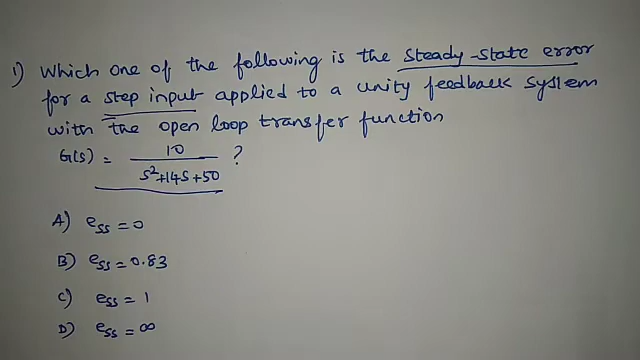 1) Which one of the following is the steady-state error
for a step input applied to a unity feedback system
with the open loop transfer function
G(s) = 10 / s²+14s+50 ?
A) ess = 0
B) ess = 0.83
C) ess = 1
D) ess = ∞